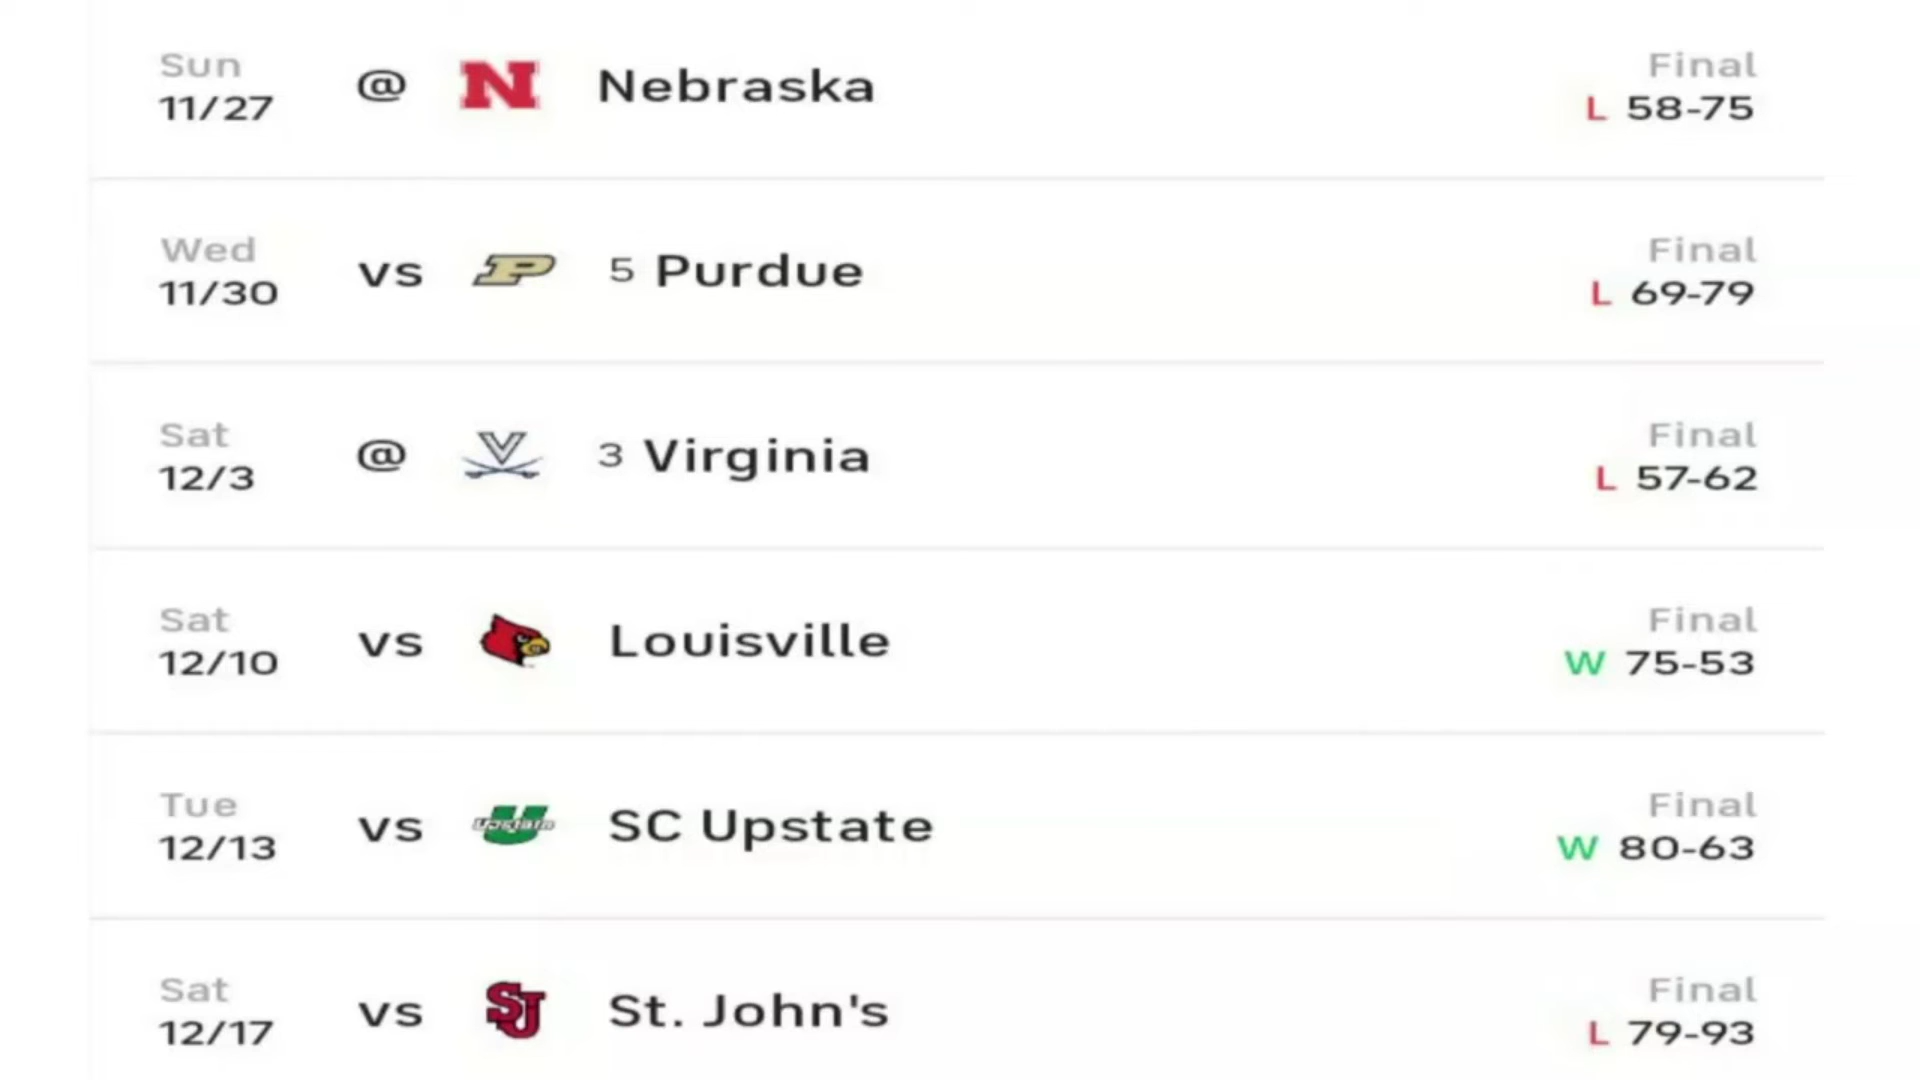 Sun
11/27
@
N
Nebraska
Final
L 58-75
Wed
11/30
vs
P
5 Purdue
Final
L 69-79
Sat
12/3
@
V
3 Virginia
Final
L 57-62
Sat
12/10
vs
Louisville
Final
W 75-53
Tue
12/13
vs
U
Upstate
SC Upstate
Final
W 80-63
Sat
12/17
vs
SJ
St. John's
Final
L 79-93